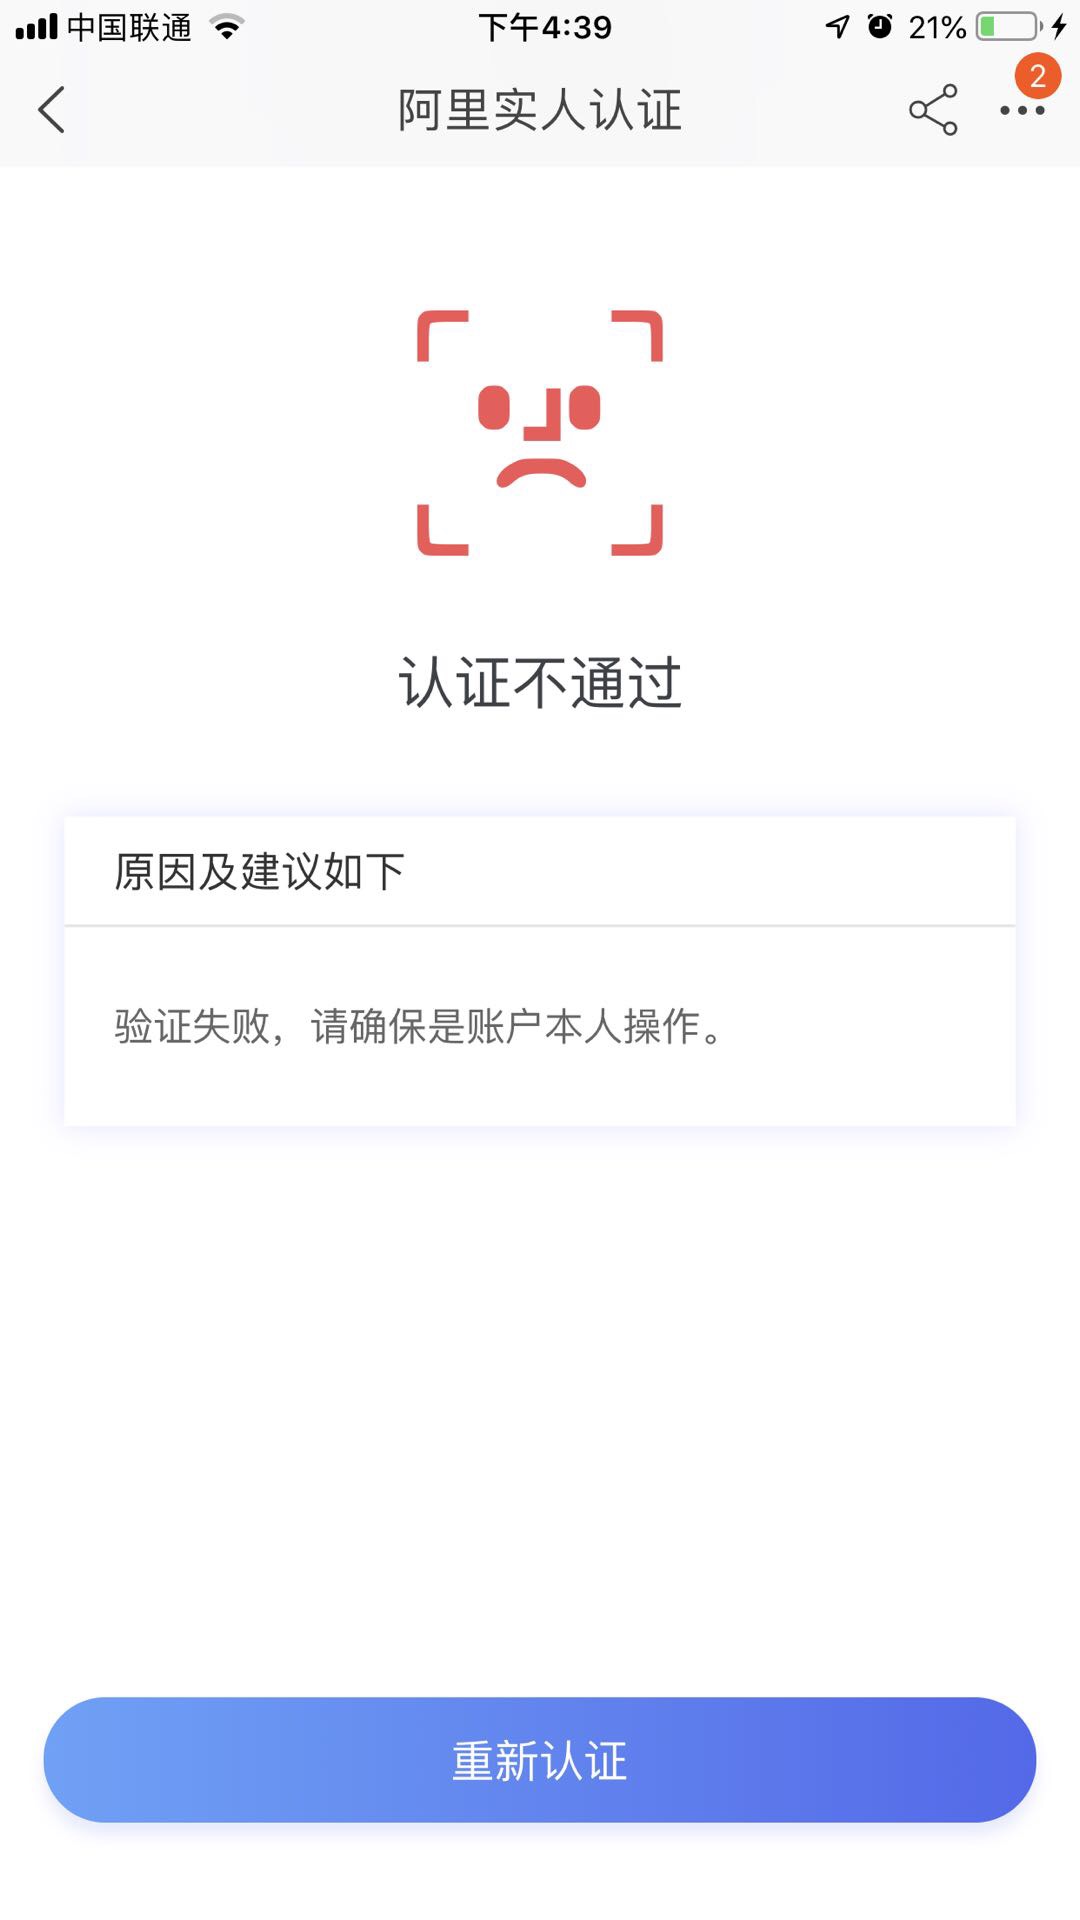 中国联通 下午4:39 21%
阿里实人认证 2
认证不通过
原因及建议如下
验证失败，请确保是账户本人操作。
重新认证